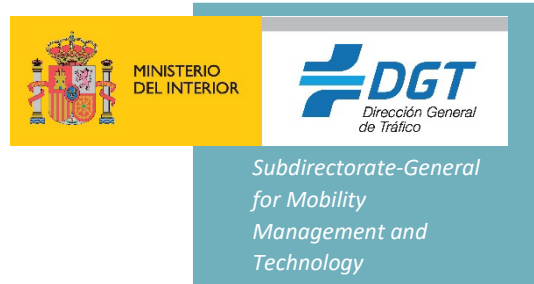 MINISTERIO
DEL INTERIOR
DGT
Dirección General
de Tráfico
Subdirectorate-General
for Mobility
Management and
Technology